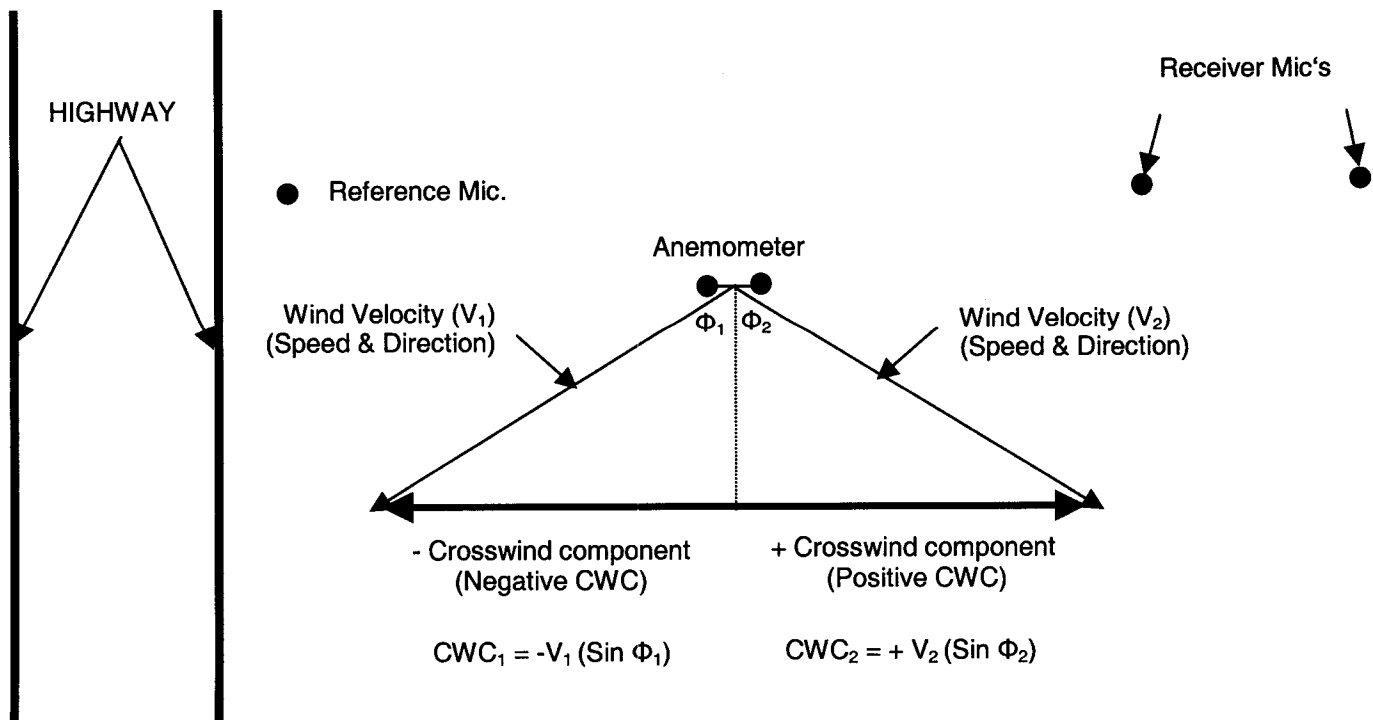 Receiver Mic's
HIGHWAY
Reference Mic.
Anemometer
Wind Velocity (V₁)
(Speed & Direction)
Φ₁
Φ₂
Wind Velocity (V₂)
(Speed & Direction)
- Crosswind component
(Negative CWC)
+ Crosswind component
(Positive CWC)
CWC₁ = -V₁ (Sin Φ₁)
CWC₂ = + V₂ (Sin Φ₂)